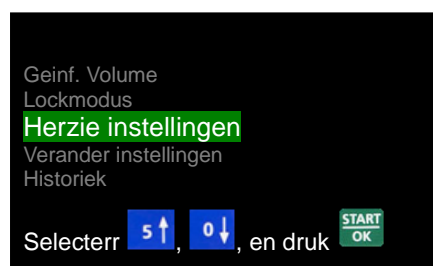 Geinf. Volume
Lockmodus
Herzie instellingen
Verander instellingen
Historiek
Selecterr 5↑, 0↓, en druk START OK